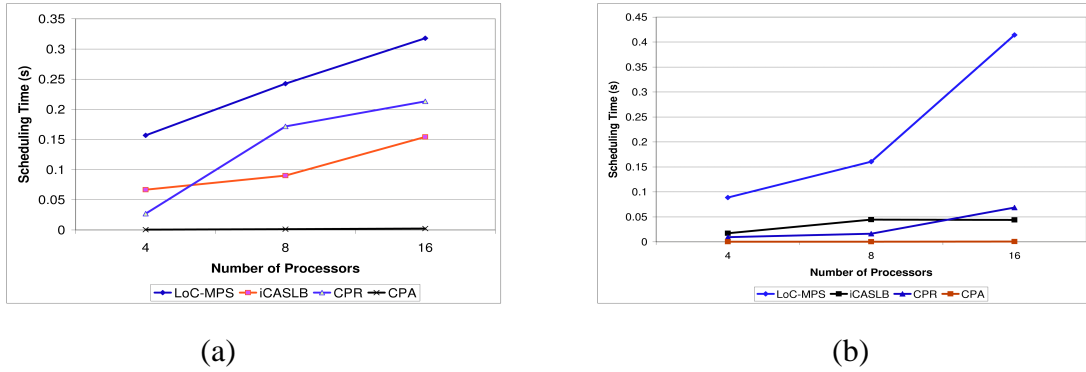 0.35
0.3
0.25
0.2
0.15
0.1
0.05
0
Scheduling Time (s)
4 8 16
Number of Processors
LoC-MPS iCASLB CPR CPA
(a)
0.45
0.4
0.35
0.3
0.25
0.2
0.15
0.1
0.05
0
Scheduling Time (s)
4 8 16
Number of Processors
LoC-MPS iCASLB CPR CPA
(b)